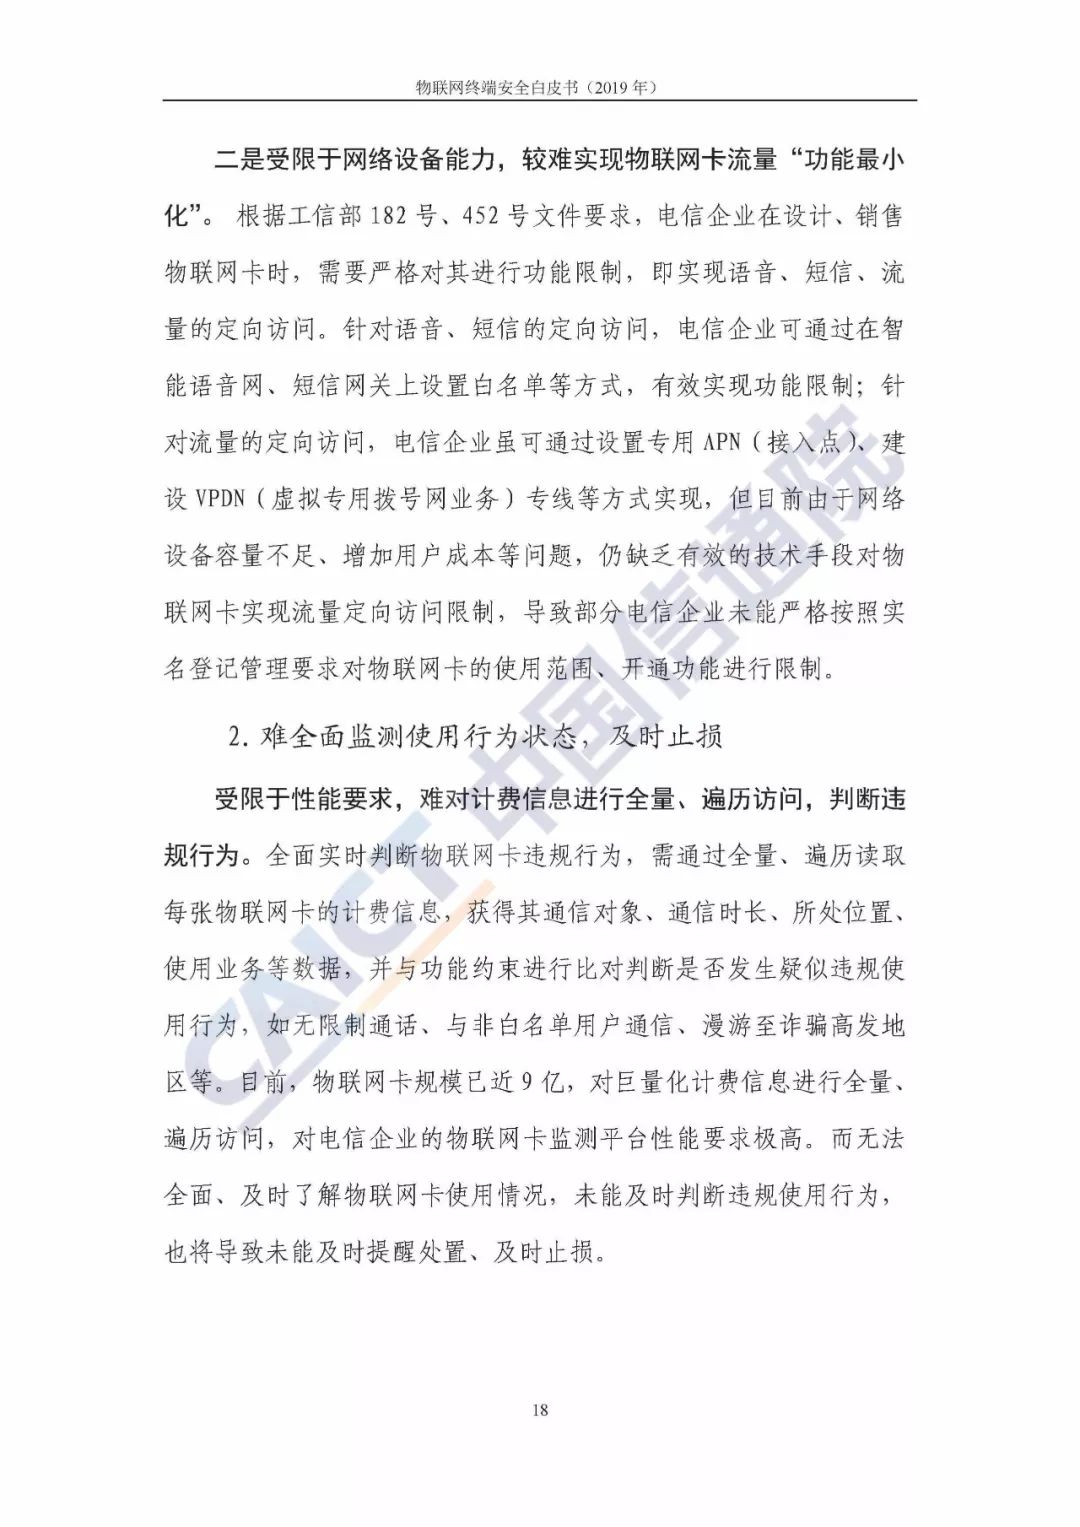 物联网终端安全白皮书（2019 年）
二是受限于网络设备能力，较难实现物联网卡流量“功能最小
化”。根据工信部 182 号、452 号文件要求，电信企业在设计、销售
物联网卡时，需要严格对其进行功能限制，即实现语音、短信、流
量的定向访问。针对语音、短信的定向访问，电信企业可通过在智
能语音网、短信网关上设置白名单等方式，有效实现功能限制；针
对流量的定向访问，电信企业虽可通过设置专用 APN（接入点）、建
设 VPDN（虚拟专用拨号网业务）专线等方式实现，但目前由于网络
设备容量不足、增加用户成本等问题，仍缺乏有效的技术手段对物
联网卡实现流量定向访问限制，导致部分电信企业未能严格按照实
名登记管理要求对物联网卡的使用范围、开通功能进行限制。
2. 难全面监测使用行为状态，及时止损
受限于性能要求，难对计费信息进行全量、遍历访问，判断违
规行为。全面实时判断物联网卡违规行为，需通过全量、遍历读取
每张物联网卡的计费信息，获得其通信对象、通信时长、所处位置、
使用业务等数据，并与功能约束进行比对判断是否发生疑似违规使
用行为，如无限制通话、与非白名单用户通信、漫游至诈骗高发地
区等。目前，物联网卡规模已近 9 亿，对巨量化计费信息进行全量、
遍历访问，对电信企业的物联网卡监测平台性能要求极高。而无法
全面、及时了解物联网卡使用情况，未能及时判断违规使用行为，
也将导致未能及时提醒处置、及时止损。
18
CAICT 中国信通院